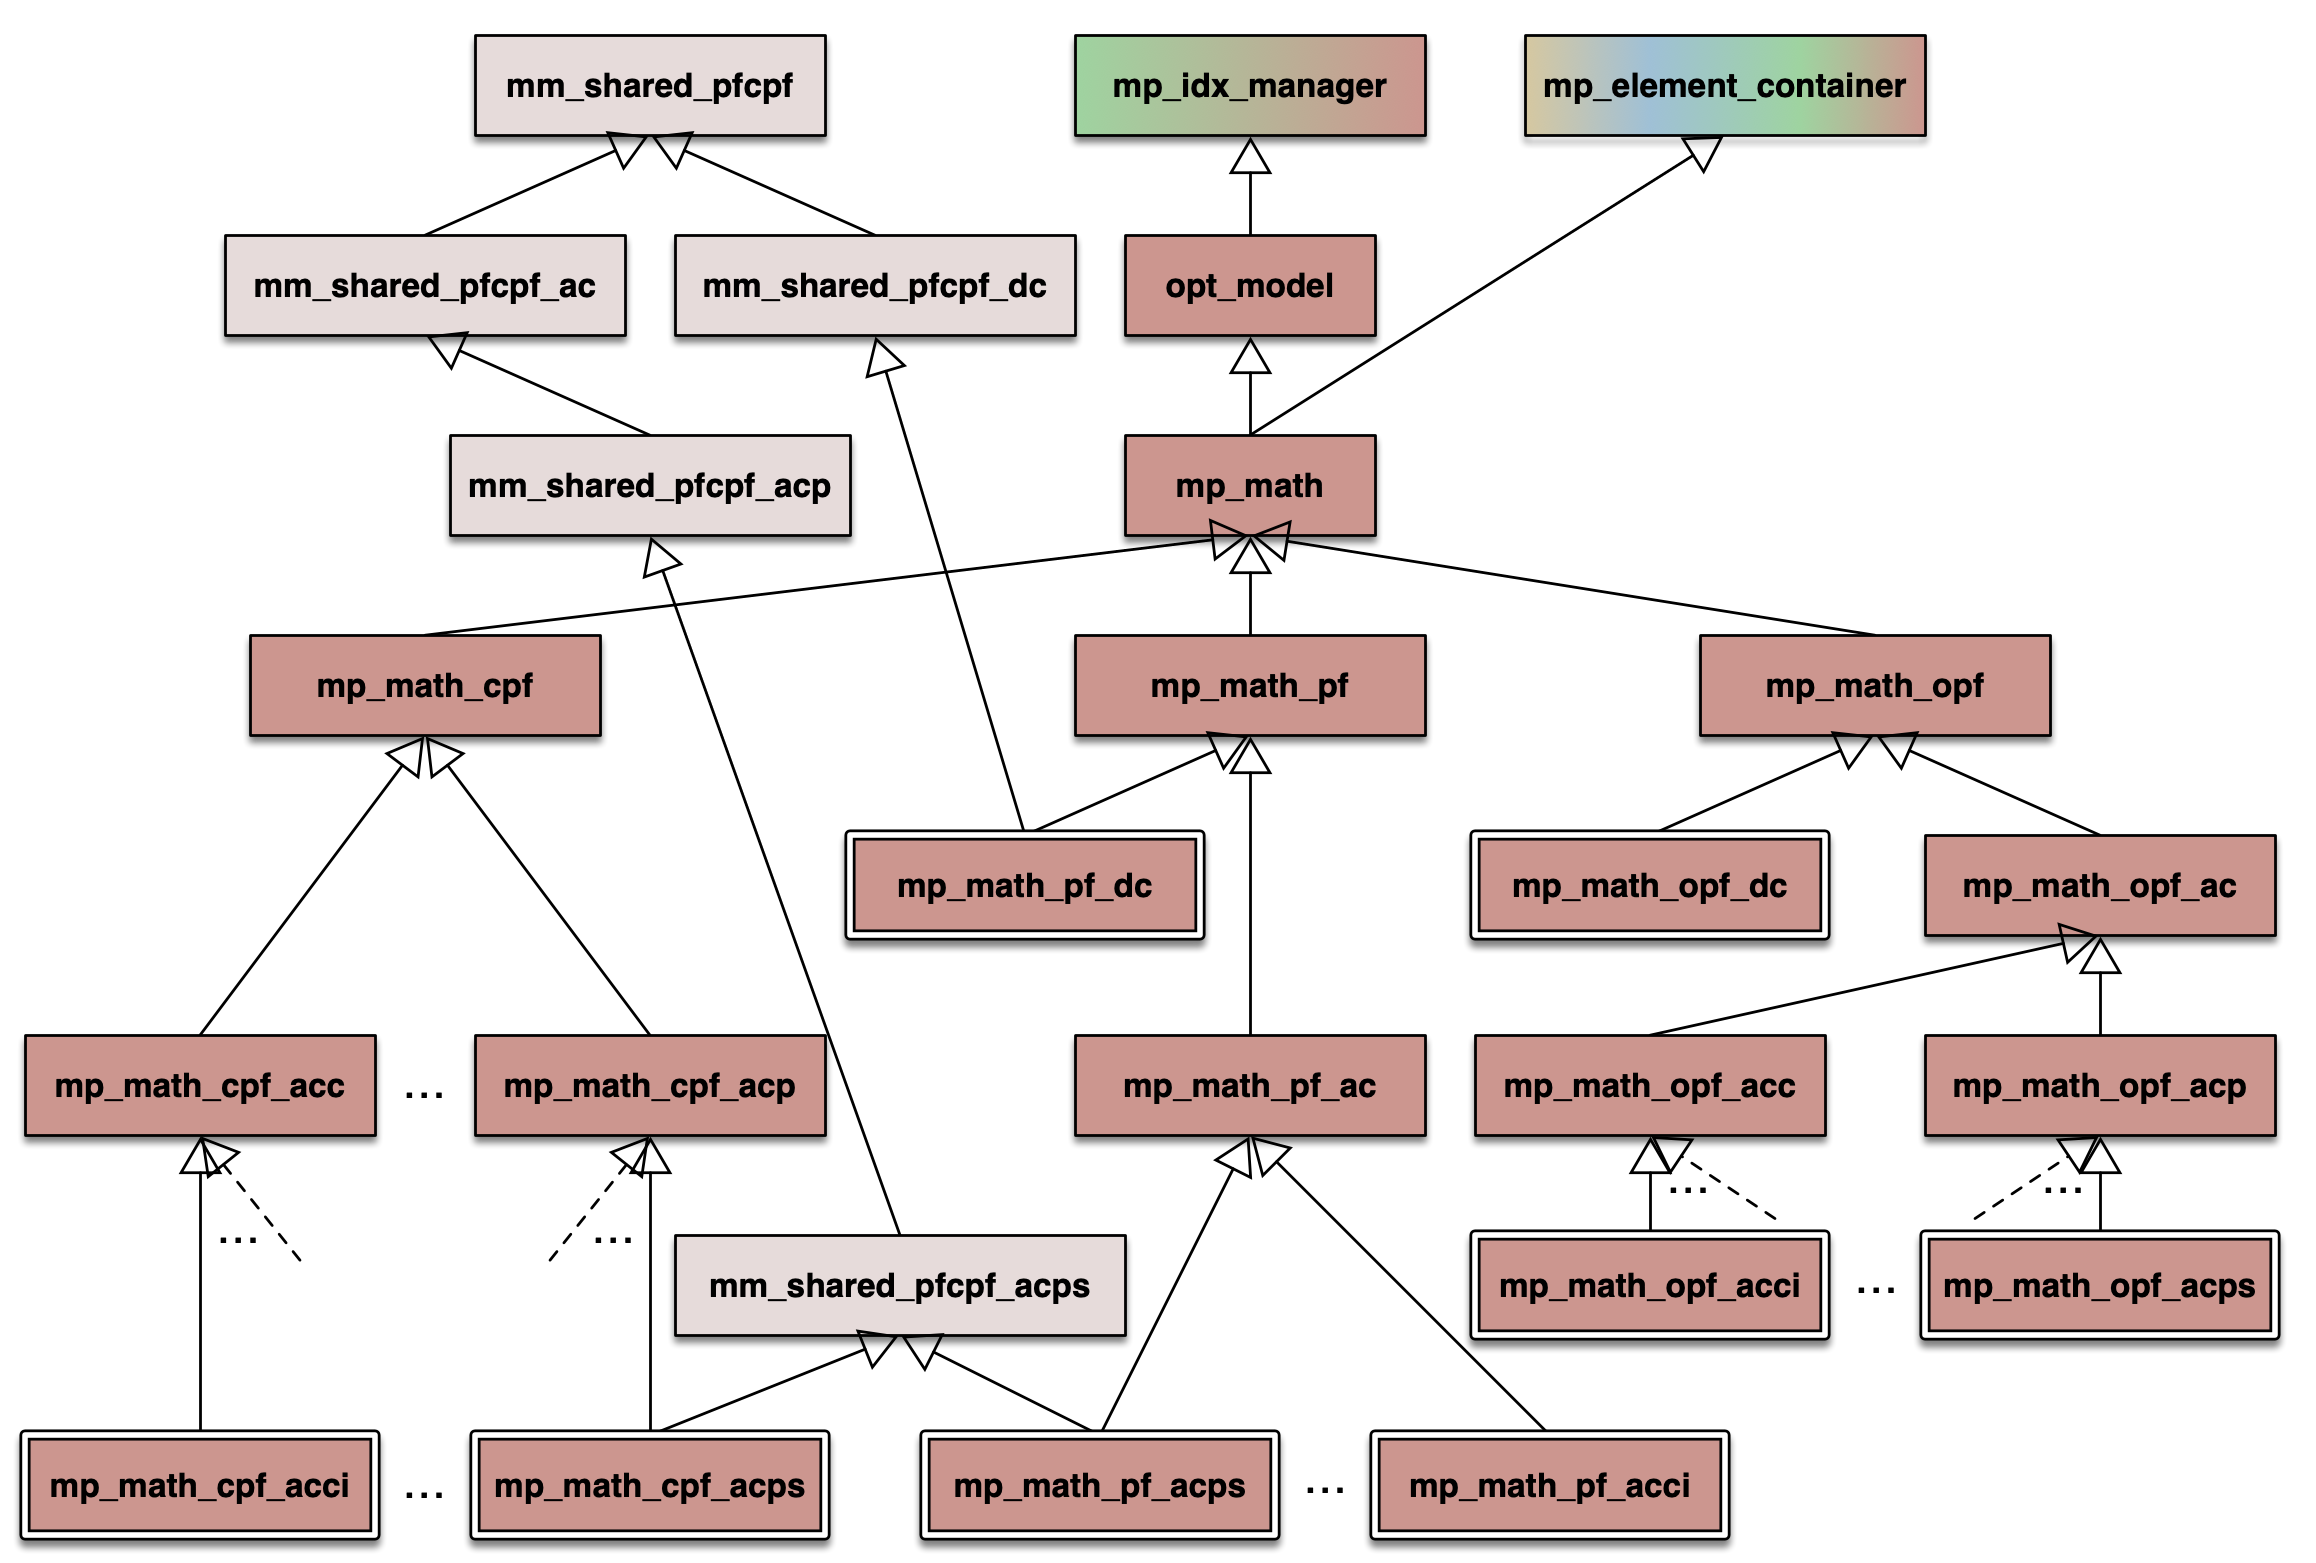 mm_shared_pfcpf
mp_idx_manager
mp_element_container
mm_shared_pfcpf_ac
mm_shared_pfcpf_dc
opt_model
mm_shared_pfcpf_acp
mp_math
mp_math_cpf
mp_math_pf
mp_math_opf
mp_math_pf_dc
mp_math_opf_dc
mp_math_opf_ac
mp_math_cpf_acc
...
mp_math_cpf_acp
mp_math_pf_ac
mp_math_opf_acc
mp_math_opf_acp
...
...
...
...
mm_shared_pfcpf_acps
mp_math_opf_acci
...
mp_math_opf_acps
mp_math_cpf_acci
...
mp_math_cpf_acps
mp_math_pf_acps
...
mp_math_pf_acci